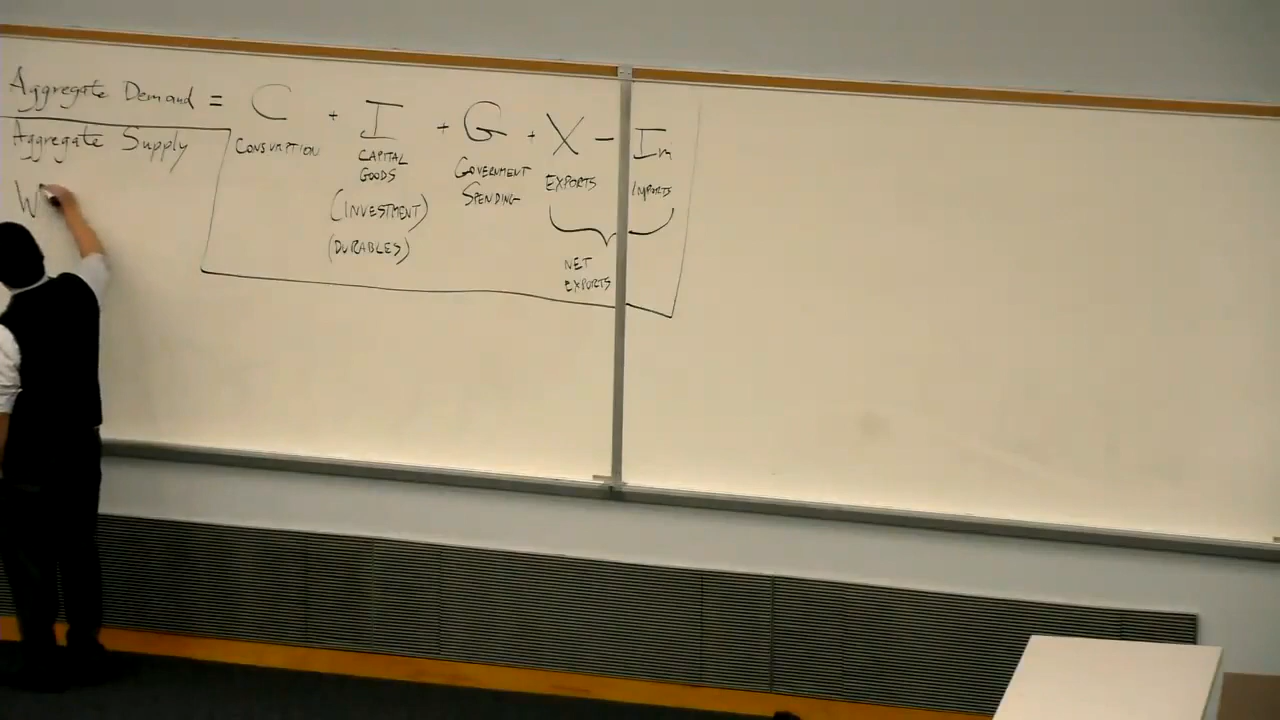 Aggregate Demand = C + I + G + X - Im
CONSUMPTION
CAPITAL
GOODS
(INVESTMENT)
(DURABLES)
GOVERNMENT
SPENDING
EXPORTS
IMPORTS
NET
EXPORTS
Aggregate Supply
W